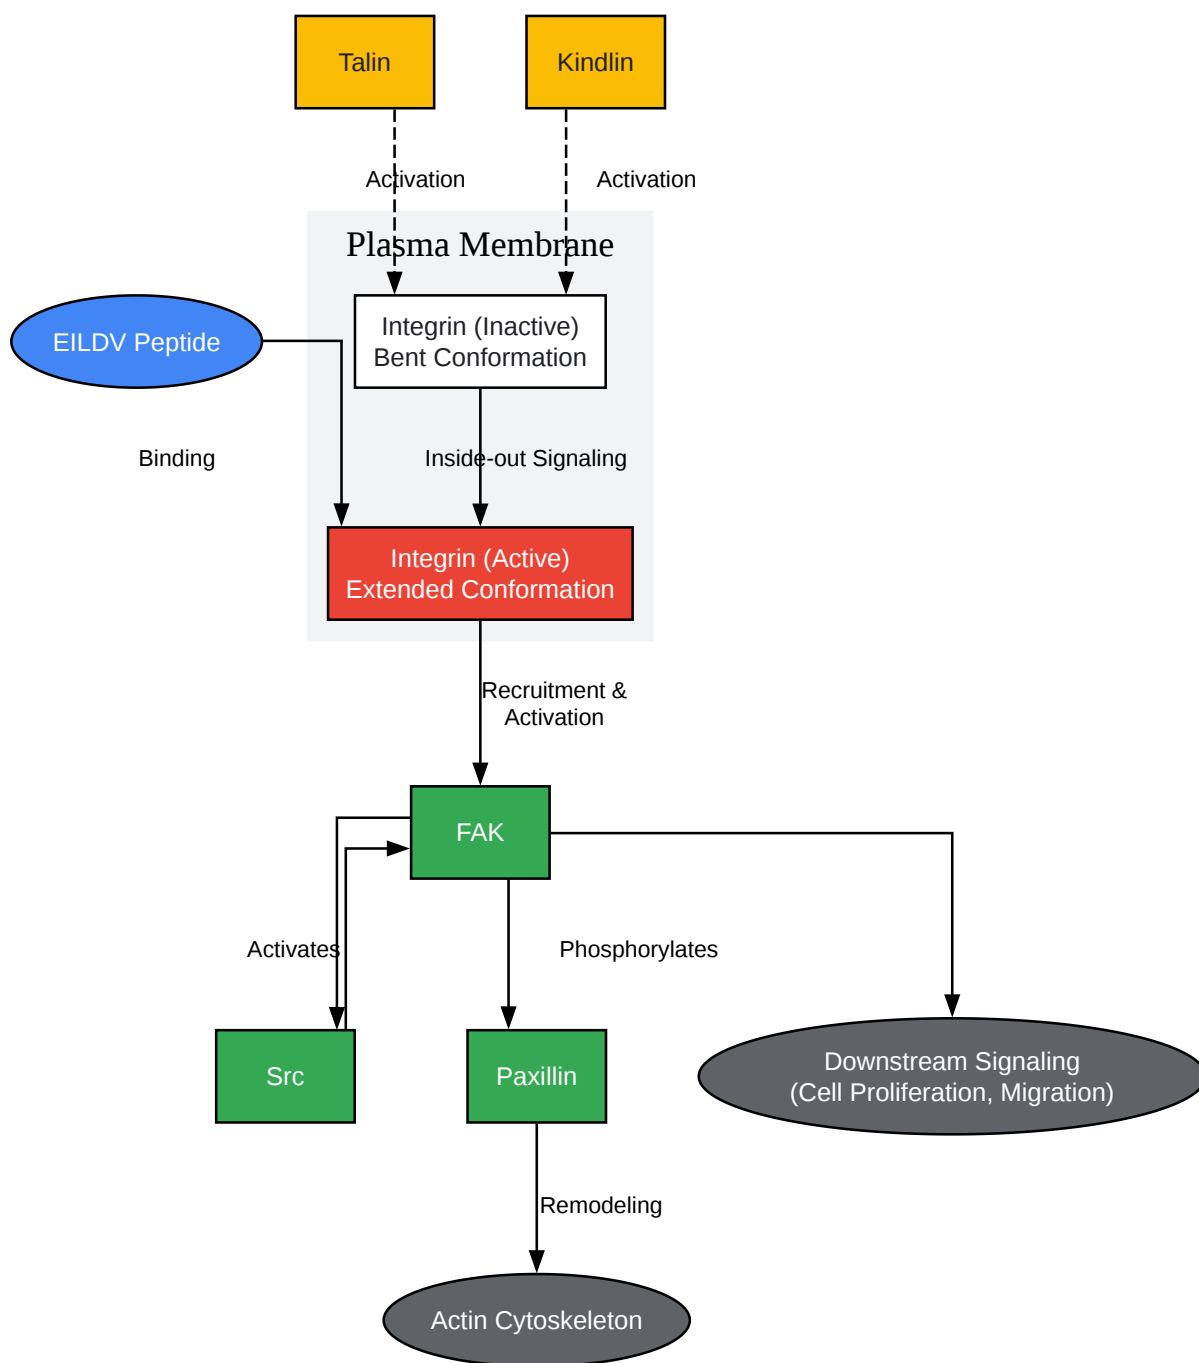 Talin
Kindlin
Activation
Activation
Plasma Membrane
EILDV Peptide
Integrin (Inactive)
Bent Conformation
Binding
Inside-out Signaling
Integrin (Active)
Extended Conformation
Recruitment &
Activation
FAK
Activates
Phosphorylates
Src
Paxillin
Downstream Signaling
(Cell Proliferation, Migration)
Remodeling
Actin Cytoskeleton